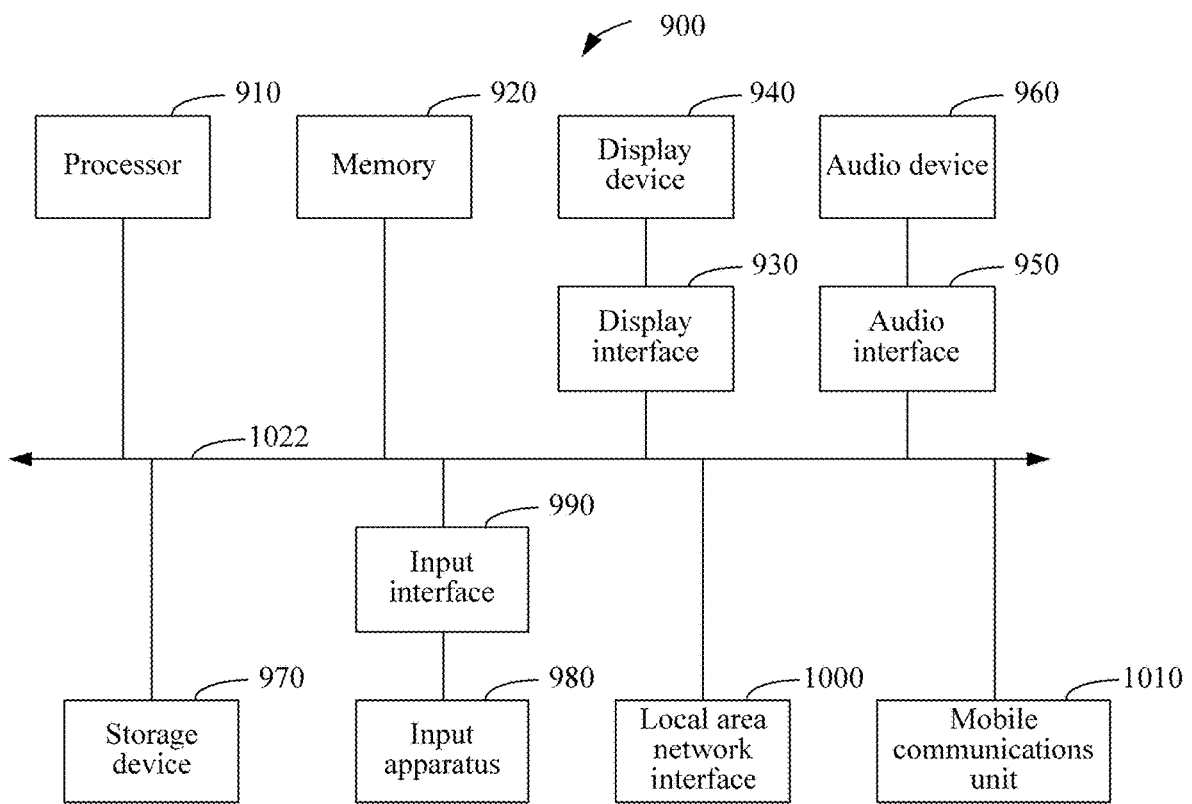 900
910
920
940
960
Processor
Memory
Display
device
Audio device
930
950
Display
interface
Audio
interface
1022
990
Input
interface
970
980
1000
1010
Storage
device
Input
apparatus
Local area
network
interface
Mobile
communications
unit